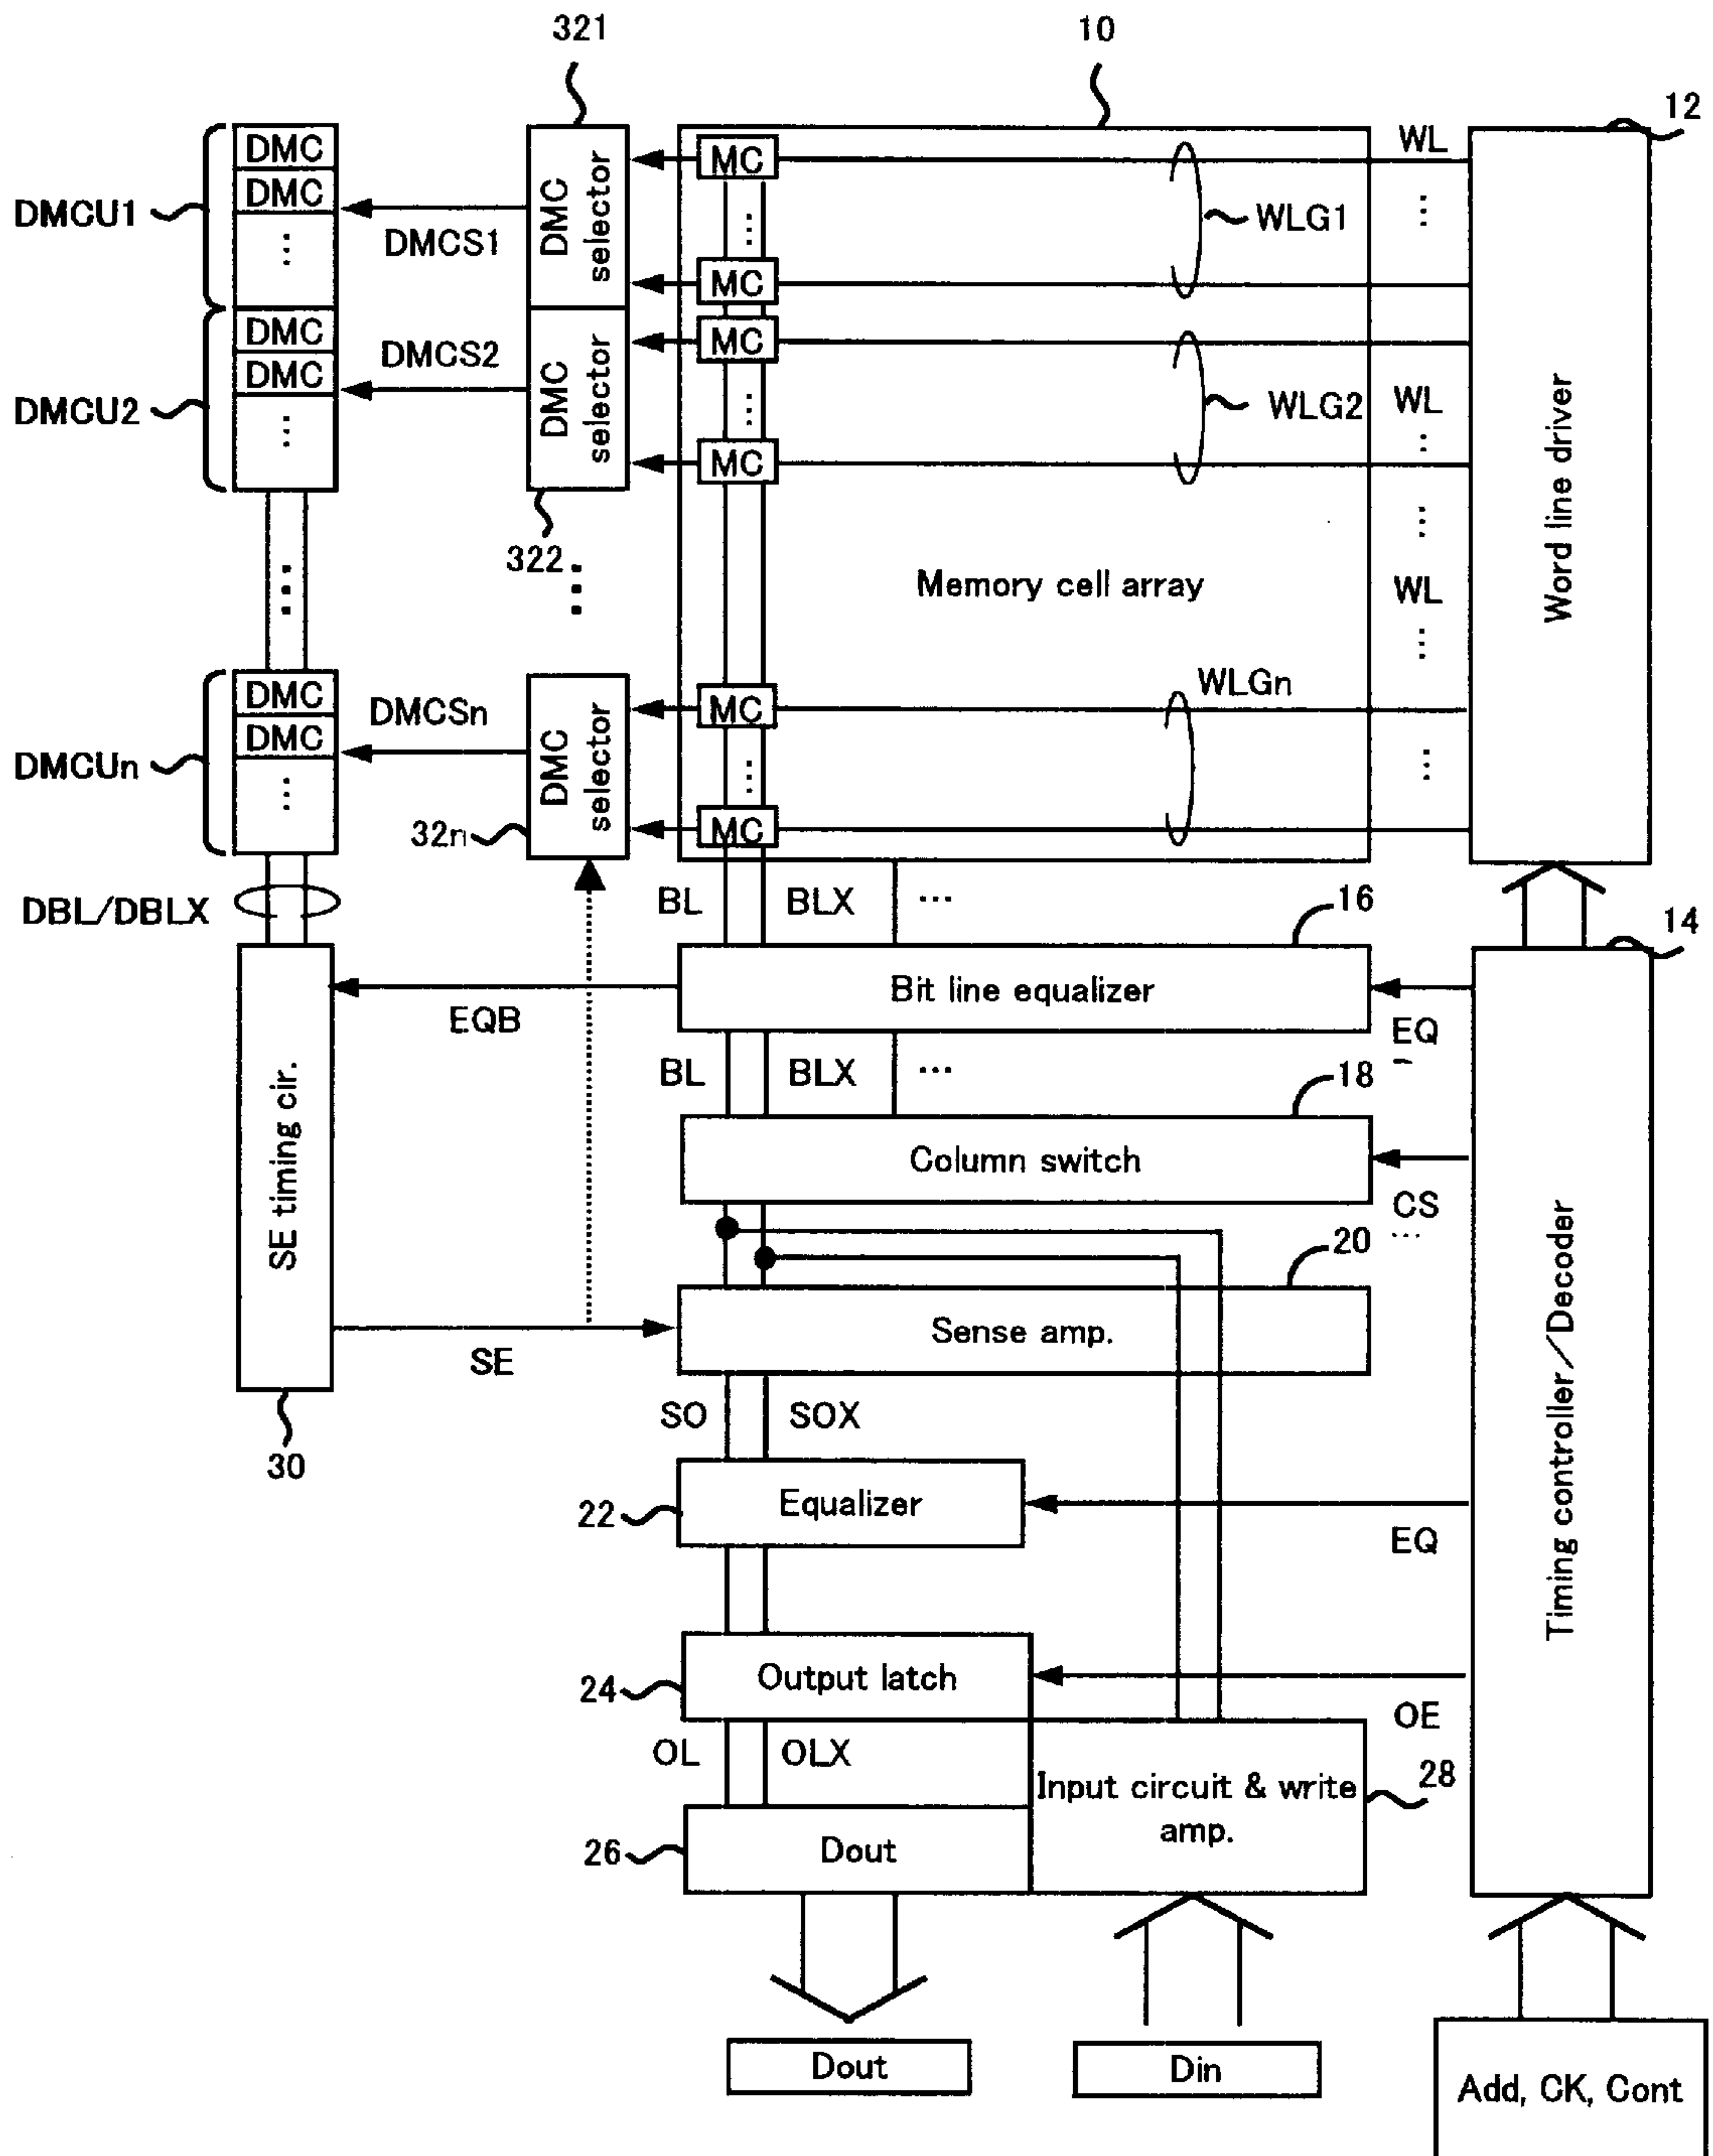 321
10
12
DMC
DMC
⋮
DMCU1
DMCS1
DMC selector
MC
⋮
MC
WLG1
WL
⋮
DMC
DMC
⋮
DMCU2
DMCS2
DMC selector
322
⋮
MC
⋮
MC
WLG2
WL
⋮
⋮
WL
⋮
Memory cell array
Word line driver
⋮
DMC
DMC
⋮
DMCUn
DMCSn
DMC selector
32n
MC
⋮
MC
WLGn
⋮
DBL/DBLX
BL
BLX
…
16
14
Bit line equalizer
EQB
EQ
BL
BLX
…
18
SE timing cir.
Column switch
CS
⋮
20
Sense amp.
SE
Timing controller/Decoder
SO
SOX
30
22
Equalizer
EQ
24
Output latch
OE
OL
OLX
Input circuit & write
amp.
28
26
Dout
Dout
Din
Add, CK, Cont